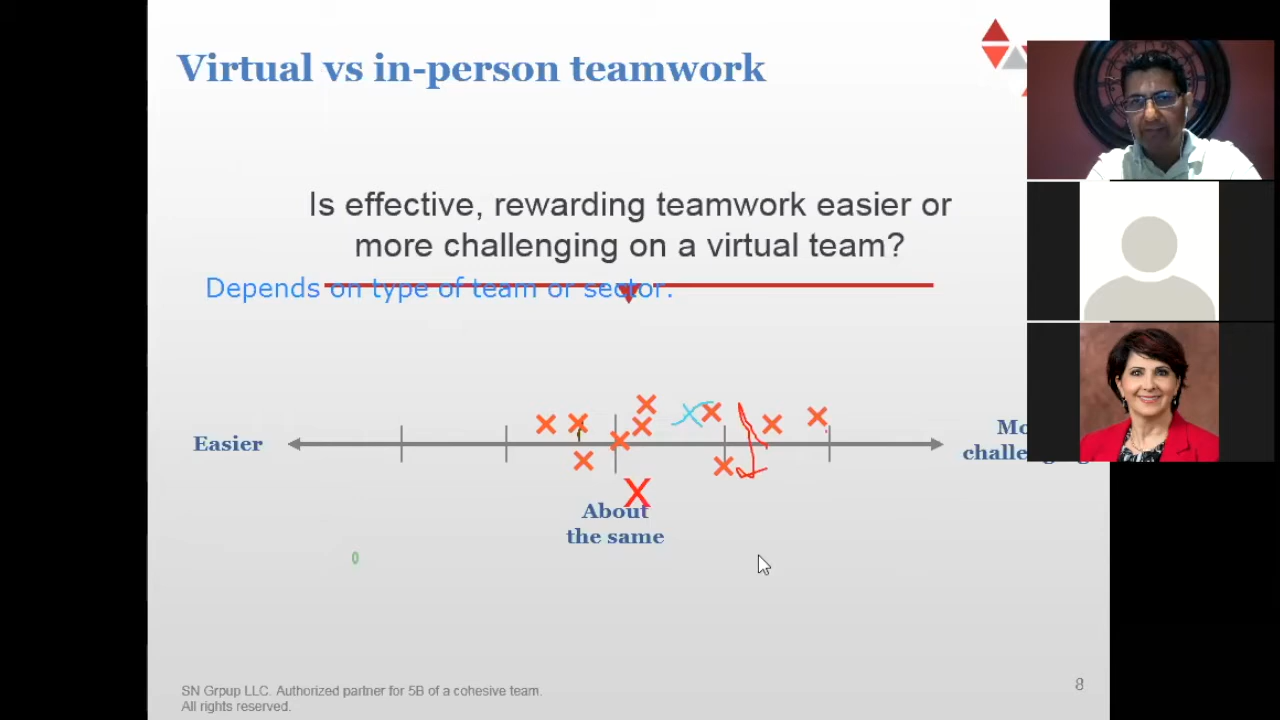 Virtual vs in-person teamwork
Is effective, rewarding teamwork easier or
more challenging on a virtual team?
Depends on type of team or sector.
Easier
About
the same
0
SN Grpup LLC. Authorized partner for 5B of a cohesive team.
All rights reserved.
8